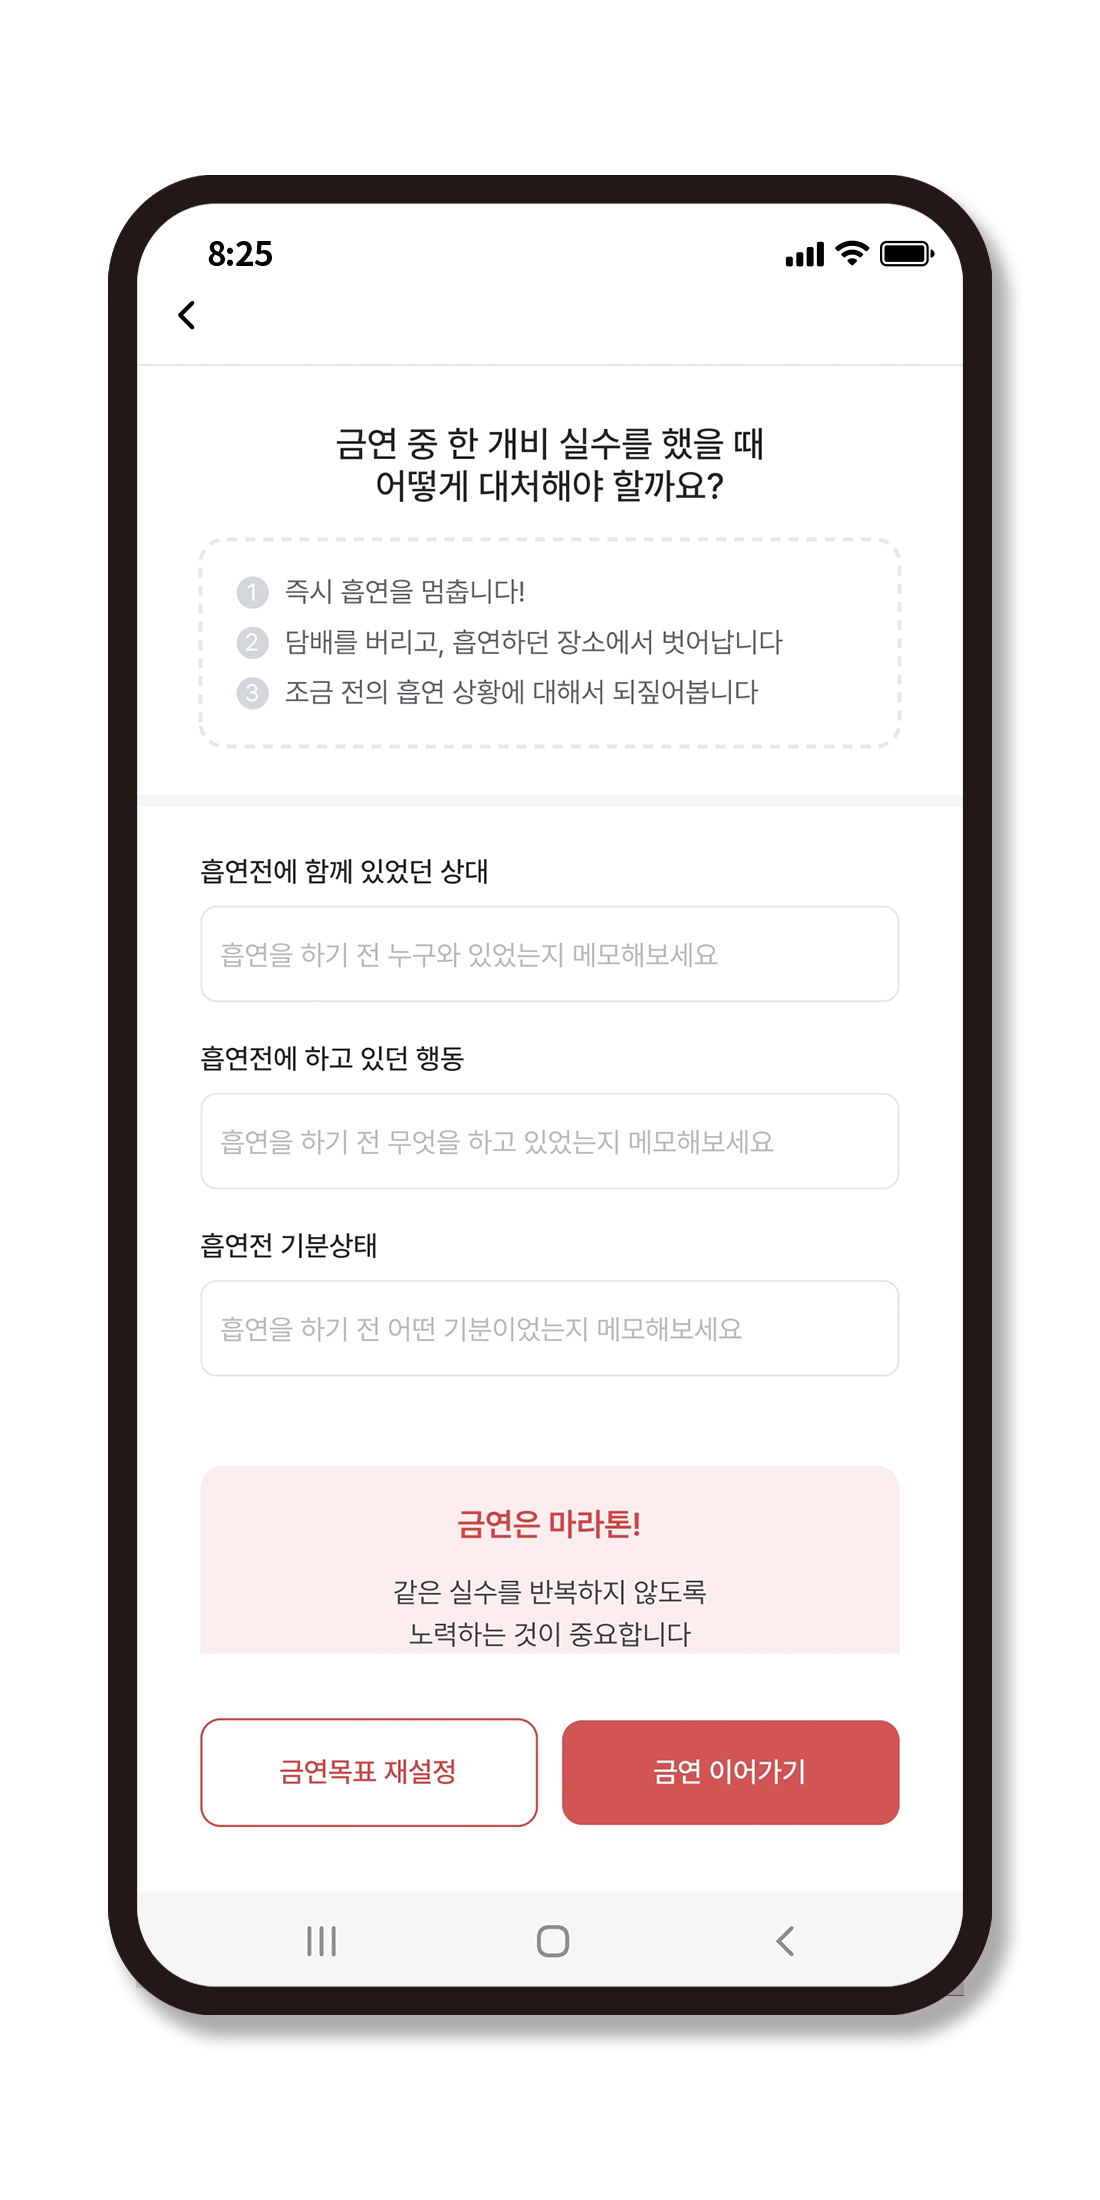 8:25
금연 중 한 개비 실수를 했을 때
어떻게 대처해야 할까요?
1 즉시 흡연을 멈춥니다!
2 담배를 버리고, 흡연하던 장소에서 벗어납니다
3 조금 전의 흡연 상황에 대해서 되짚어봅니다
흡연전에 함께 있었던 상대
흡연을 하기 전 누구와 있었는지 메모해보세요
흡연전에 하고 있던 행동
흡연을 하기 전 무엇을 하고 있었는지 메모해보세요
흡연전 기분상태
흡연을 하기 전 어떤 기분이었는지 메모해보세요
금연은 마라톤!
같은 실수를 반복하지 않도록
노력하는 것이 중요합니다
금연목표 재설정
금연 이어가기